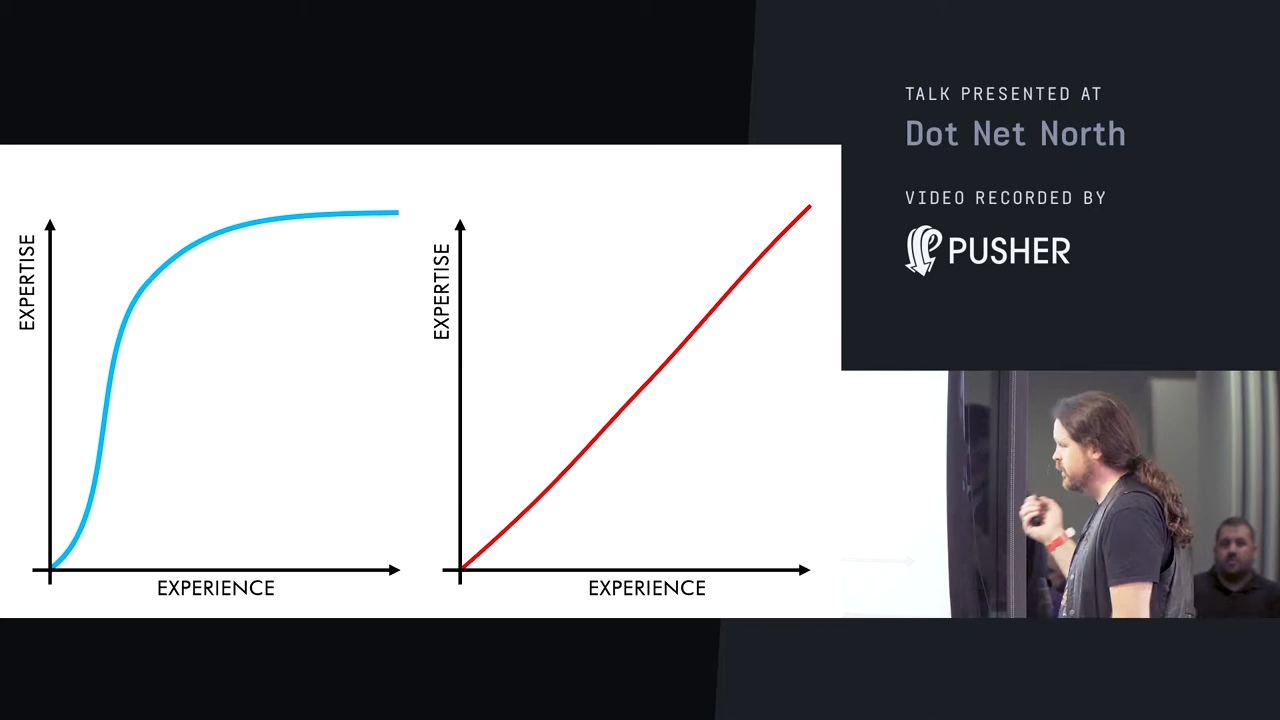 TALK PRESENTED AT
Dot Net North
VIDEO RECORDED BY
PUSHER
EXPERTISE
EXPERIENCE
EXPERTISE
EXPERIENCE